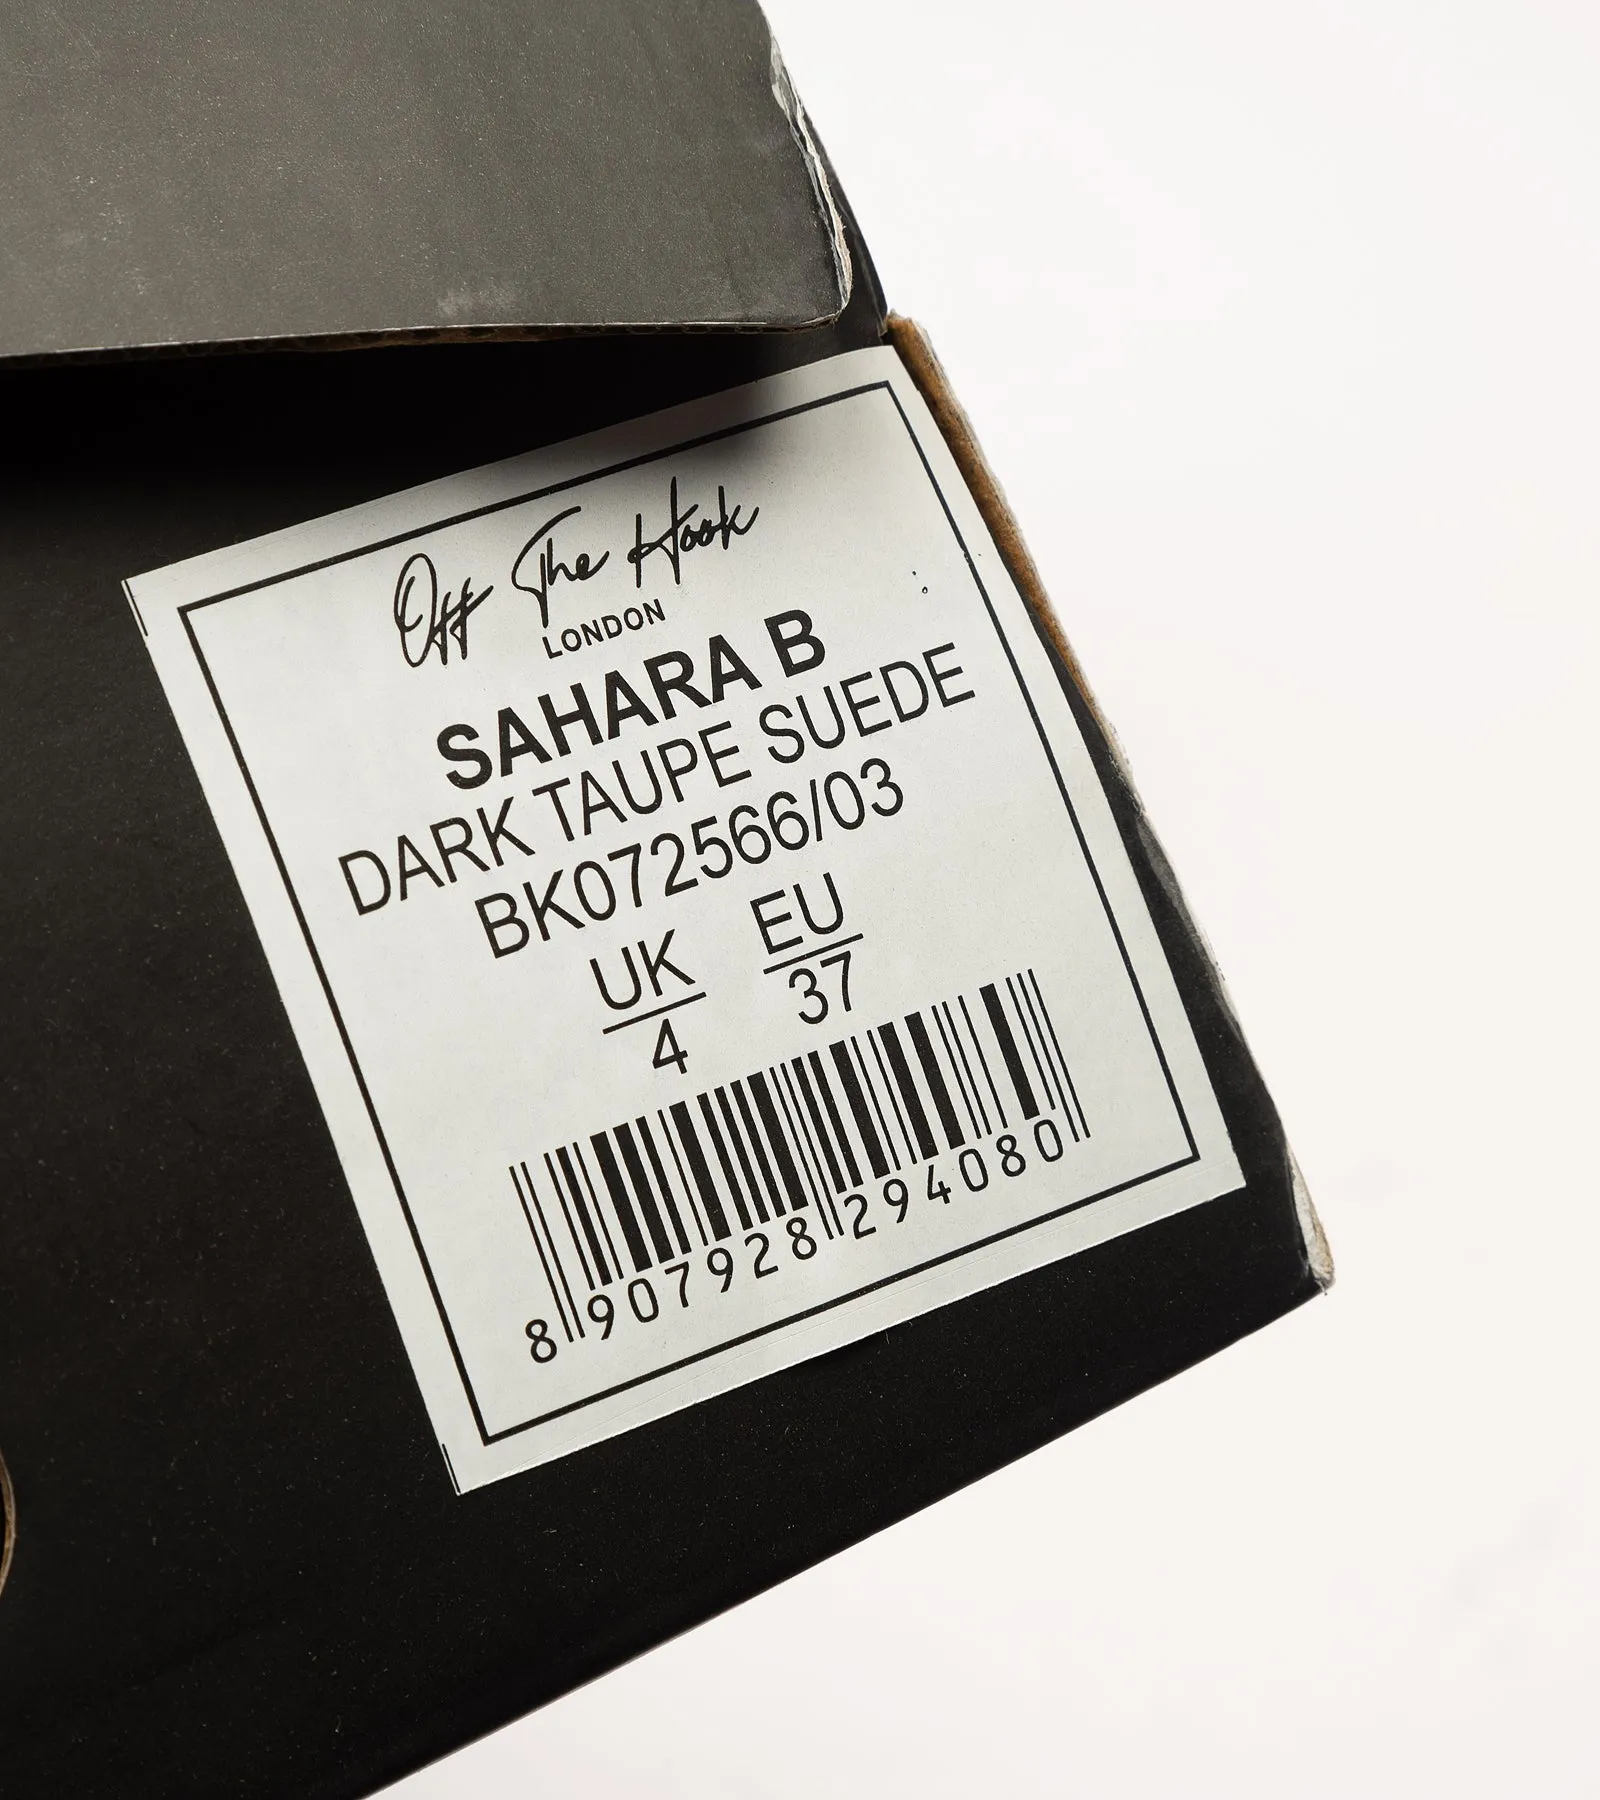 Off The Hook
LONDON
SAHARA B
DARK TAUPE SUEDE
BK072566/03
UK EU
4 37
8 907928 294080